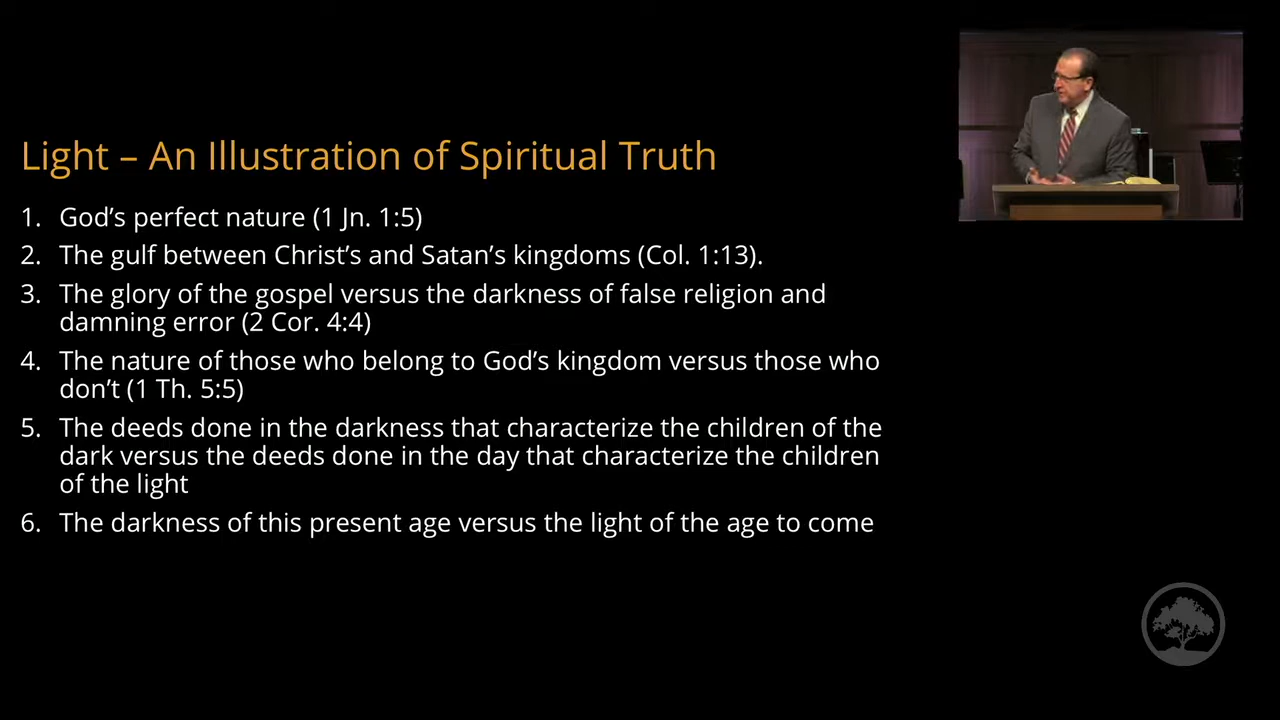 Light – An Illustration of Spiritual Truth
1. God’s perfect nature (1 Jn. 1:5)
2. The gulf between Christ’s and Satan’s kingdoms (Col. 1:13).
3. The glory of the gospel versus the darkness of false religion and
damning error (2 Cor. 4:4)
4. The nature of those who belong to God’s kingdom versus those who
don’t (1 Th. 5:5)
5. The deeds done in the darkness that characterize the children of the
dark versus the deeds done in the day that characterize the children
of the light
6. The darkness of this present age versus the light of the age to come